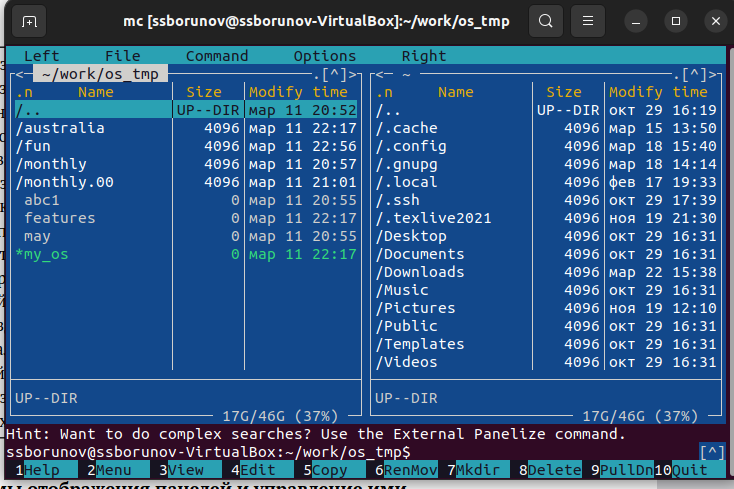 mc [ssborunov@ssborunov-VirtualBox]:~/work/os_tmp
Left File Command Options Right
<─ ~/work/os_tmp .[^]> <─ ~ .[^]>
.n Name Size Modify time .n Name Size Modify time
/.. UP--DIR мар 11 20:52 /.. UP--DIR окт 29 16:19
/australia 4096 мар 11 22:17 /.cache 4096 мар 15 13:50
/fun 4096 мар 11 22:56 /.config 4096 мар 18 15:40
/monthly 4096 мар 11 20:57 /.gnupg 4096 мар 18 14:14
/monthly.00 4096 мар 11 21:01 /.local 4096 фев 17 19:33
abc1 0 мар 11 20:55 /.ssh 4096 окт 29 17:39
features 0 мар 11 22:17 /.texlive2021 4096 ноя 19 21:30
may 0 мар 11 20:55 /Desktop 4096 окт 29 16:31
*my_os 0 мар 11 22:17 /Documents 4096 окт 29 16:31
/Downloads 4096 мар 22 15:38
/Music 4096 окт 29 16:31
/Pictures 4096 ноя 19 12:10
/Public 4096 окт 29 16:31
/Templates 4096 окт 29 16:31
/Videos 4096 окт 29 16:31
UP--DIR UP--DIR
17G/46G (37%) 17G/46G (37%)
Hint: Want to do complex searches? Use the External Panelize command.
ssborunov@ssborunov-VirtualBox:~/work/os_tmp$ [^]
1Help 2Menu 3View 4Edit 5Copy 6RenMov 7Mkdir 8Delete 9PullDn 10Quit
отображения панелей и управление ими